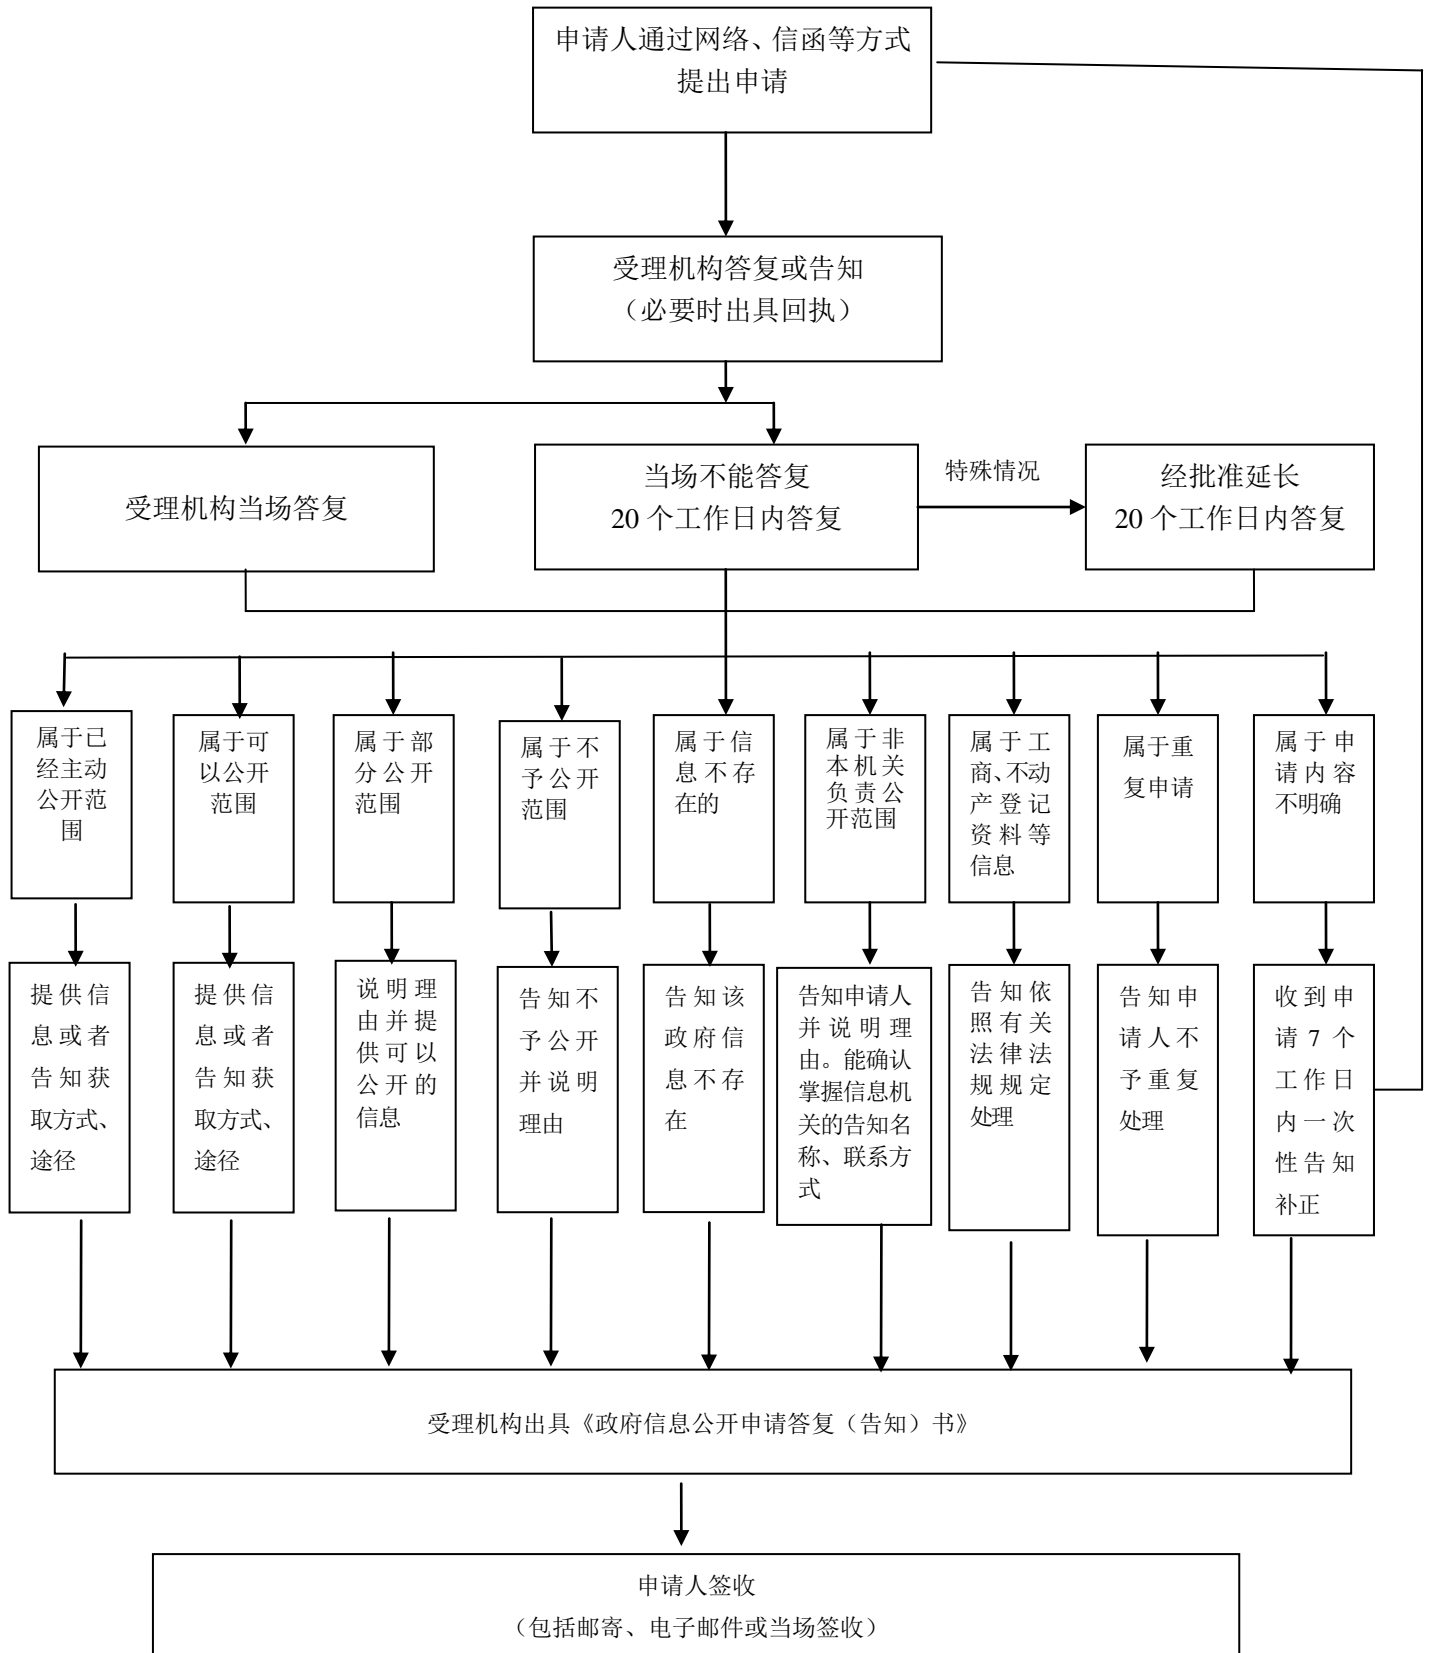 申请人通过网络、信函等方式
提出申请
受理机构答复或告知
（必要时出具回执）
受理机构当场答复
当场不能答复
20 个工作日内答复
特殊情况
经批准延长
20 个工作日内答复
属于已
经主动
公开范
围
属于可
以公开
范围
属于部
分公开
范围
属于不
予公开
范围
属于信
息不存
在的
属于非
本机关
负责公
开范围
属于工
商、不动
产登记
资料等
信息
属于重
复申请
属于申
请内容
不明确
提供信
息或者
告知获
取方式、
途径
提供信
息或者
告知获
取方式、
途径
说明理
由并提
供可以
公开的
信息
告知不
予公开
并说明
理由
告知该
政府信
息不存
在
告知申请人
并说明理
由。能确认
掌握信息机
关的告知名
称、联系方
式
告知依
照有关
法律法
规规定
处理
告知申
请人不
予重复
处理
收到申
请 7 个
工作日
内一次
性告知
补正
受理机构出具《政府信息公开申请答复（告知）书》
申请人签收
（包括邮寄、电子邮件或当场签收）